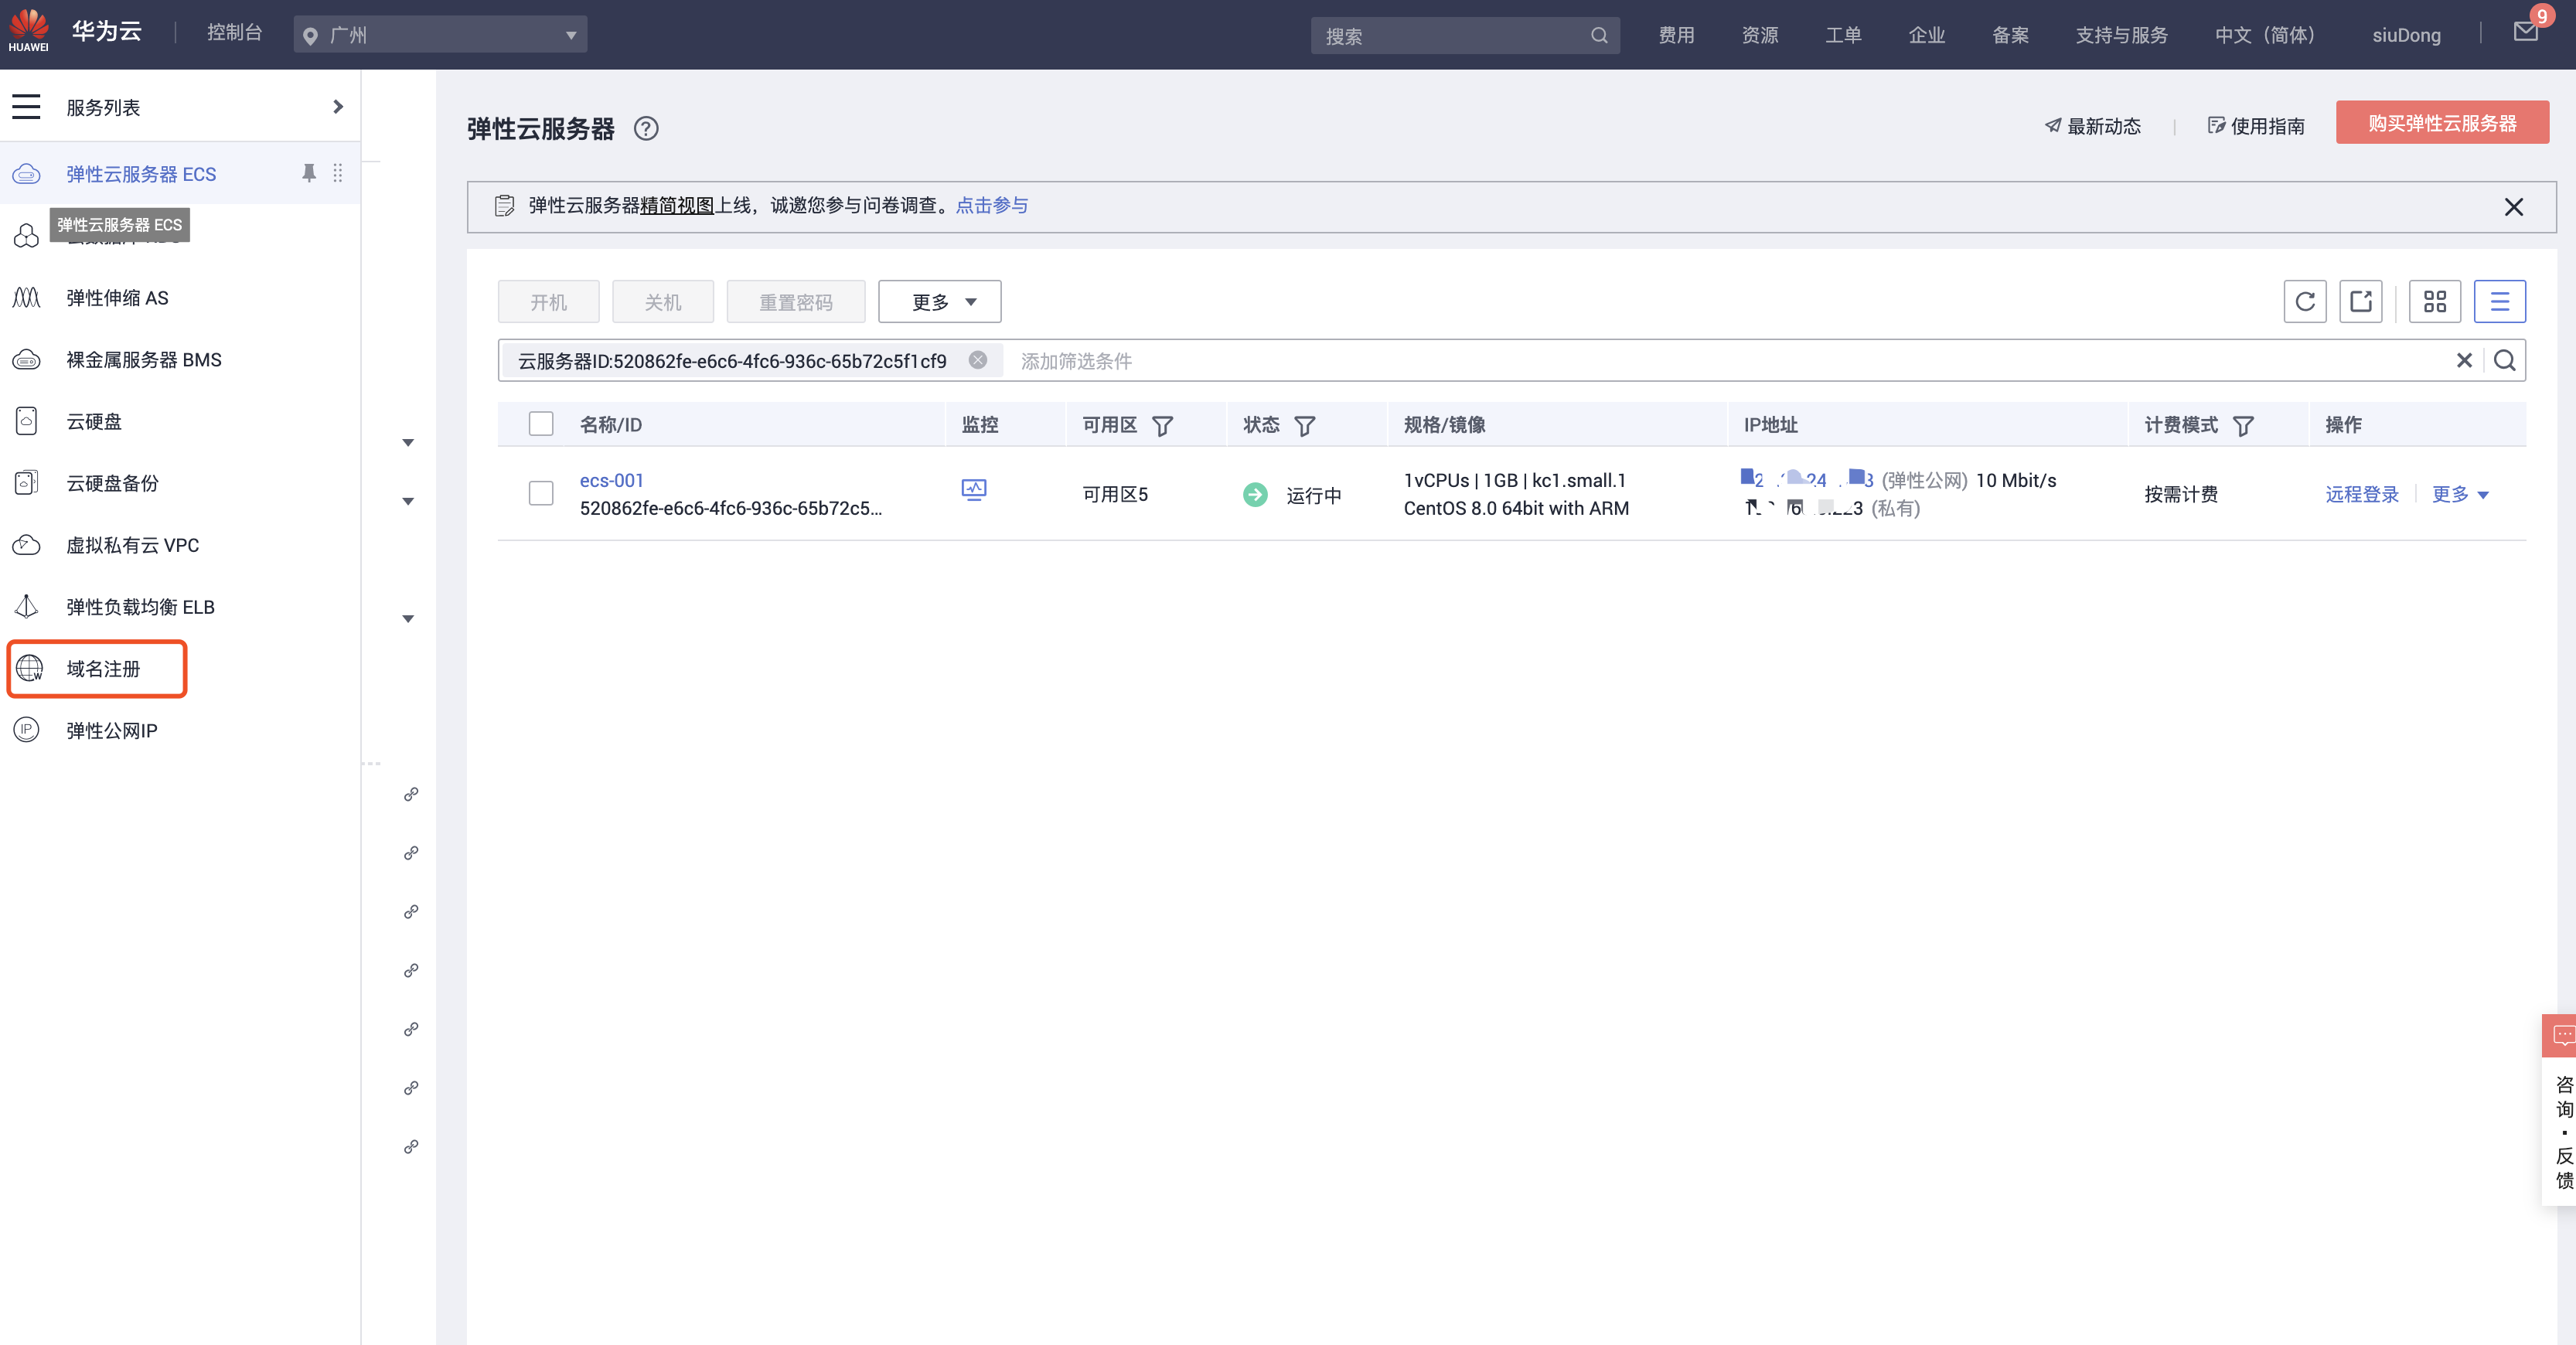 HUAWEI
华为云
控制台
广州
搜索
费用
资源
工单
企业
备案
支持与服务
中文（简体）
siuDong
9
服务列表
弹性云服务器 ECS
弹性云服务器 ECS
弹性伸缩 AS
裸金属服务器 BMS
云硬盘
云硬盘备份
虚拟私有云 VPC
弹性负载均衡 ELB
域名注册
弹性公网IP
弹性云服务器
最新动态
使用指南
购买弹性云服务器
弹性云服务器精简视图上线，诚邀您参与问卷调查。点击参与
开机
关机
重置密码
更多
云服务器ID:520862fe-e6c6-4fc6-936c-65b72c5f1cf9
添加筛选条件
名称/ID
监控
可用区
状态
规格/镜像
IP地址
计费模式
操作
ecs-001
520862fe-e6c6-4fc6-936c-65b72c5...
可用区5
运行中
1vCPUs | 1GB | kc1.small.1
CentOS 8.0 64bit with ARM
(弹性公网) 10 Mbit/s
(私有)
按需计费
远程登录
更多
咨询·反馈